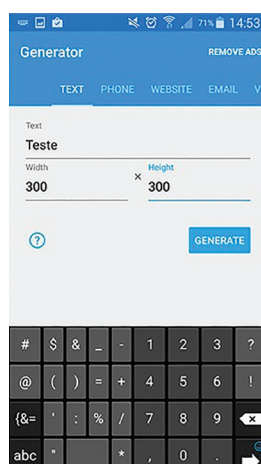 71% 14:53
Generator REMOVE ADS
TEXT PHONE WEBSITE EMAIL V
Text
Teste
Width Height
300 × 300
? GENERATE
# $ & _ - 1 2 3 ?
@ ( ) = + 4 5 6 !
{&= ' : % / 7 8 9
abc " * , 0 .